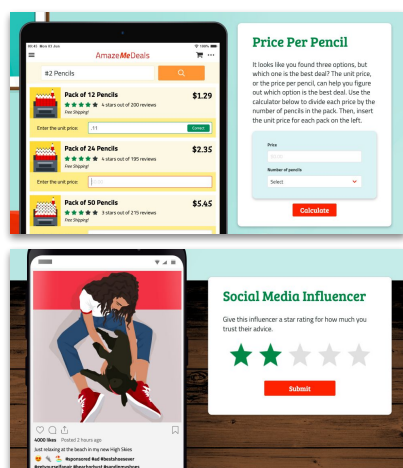 00:41 Mon 03 Jun
100%
AmazeMeDeals
#2 Pencils
Pack of 12 Pencils
$1.29
4 stars out of 200 reviews
Free Shipping!
Enter the unit price:
.11
Correct
Pack of 24 Pencils
$2.35
4 stars out of 195 reviews
Free Shipping!
Enter the unit price:
Pack of 50 Pencils
$5.45
3 stars out of 215 reviews
Free Shipping!
Price Per Pencil
It looks like you found three options, but
which one is the best deal? The unit price,
or the price per pencil, can help you figure
out which option is the best deal. Use the
calculator below to divide each price by the
number of pencils in the pack. Then, insert
the unit price for each pack on the left.
Price
Number of pencils
Select
Calculate
4000 likes Posted 2 hours ago
Just relaxing at the beach in my new High Skies
#sponsored #ad #beatshoesever
Social Media Influencer
Give this influencer a star rating for how much you
trust their advice.
Submit